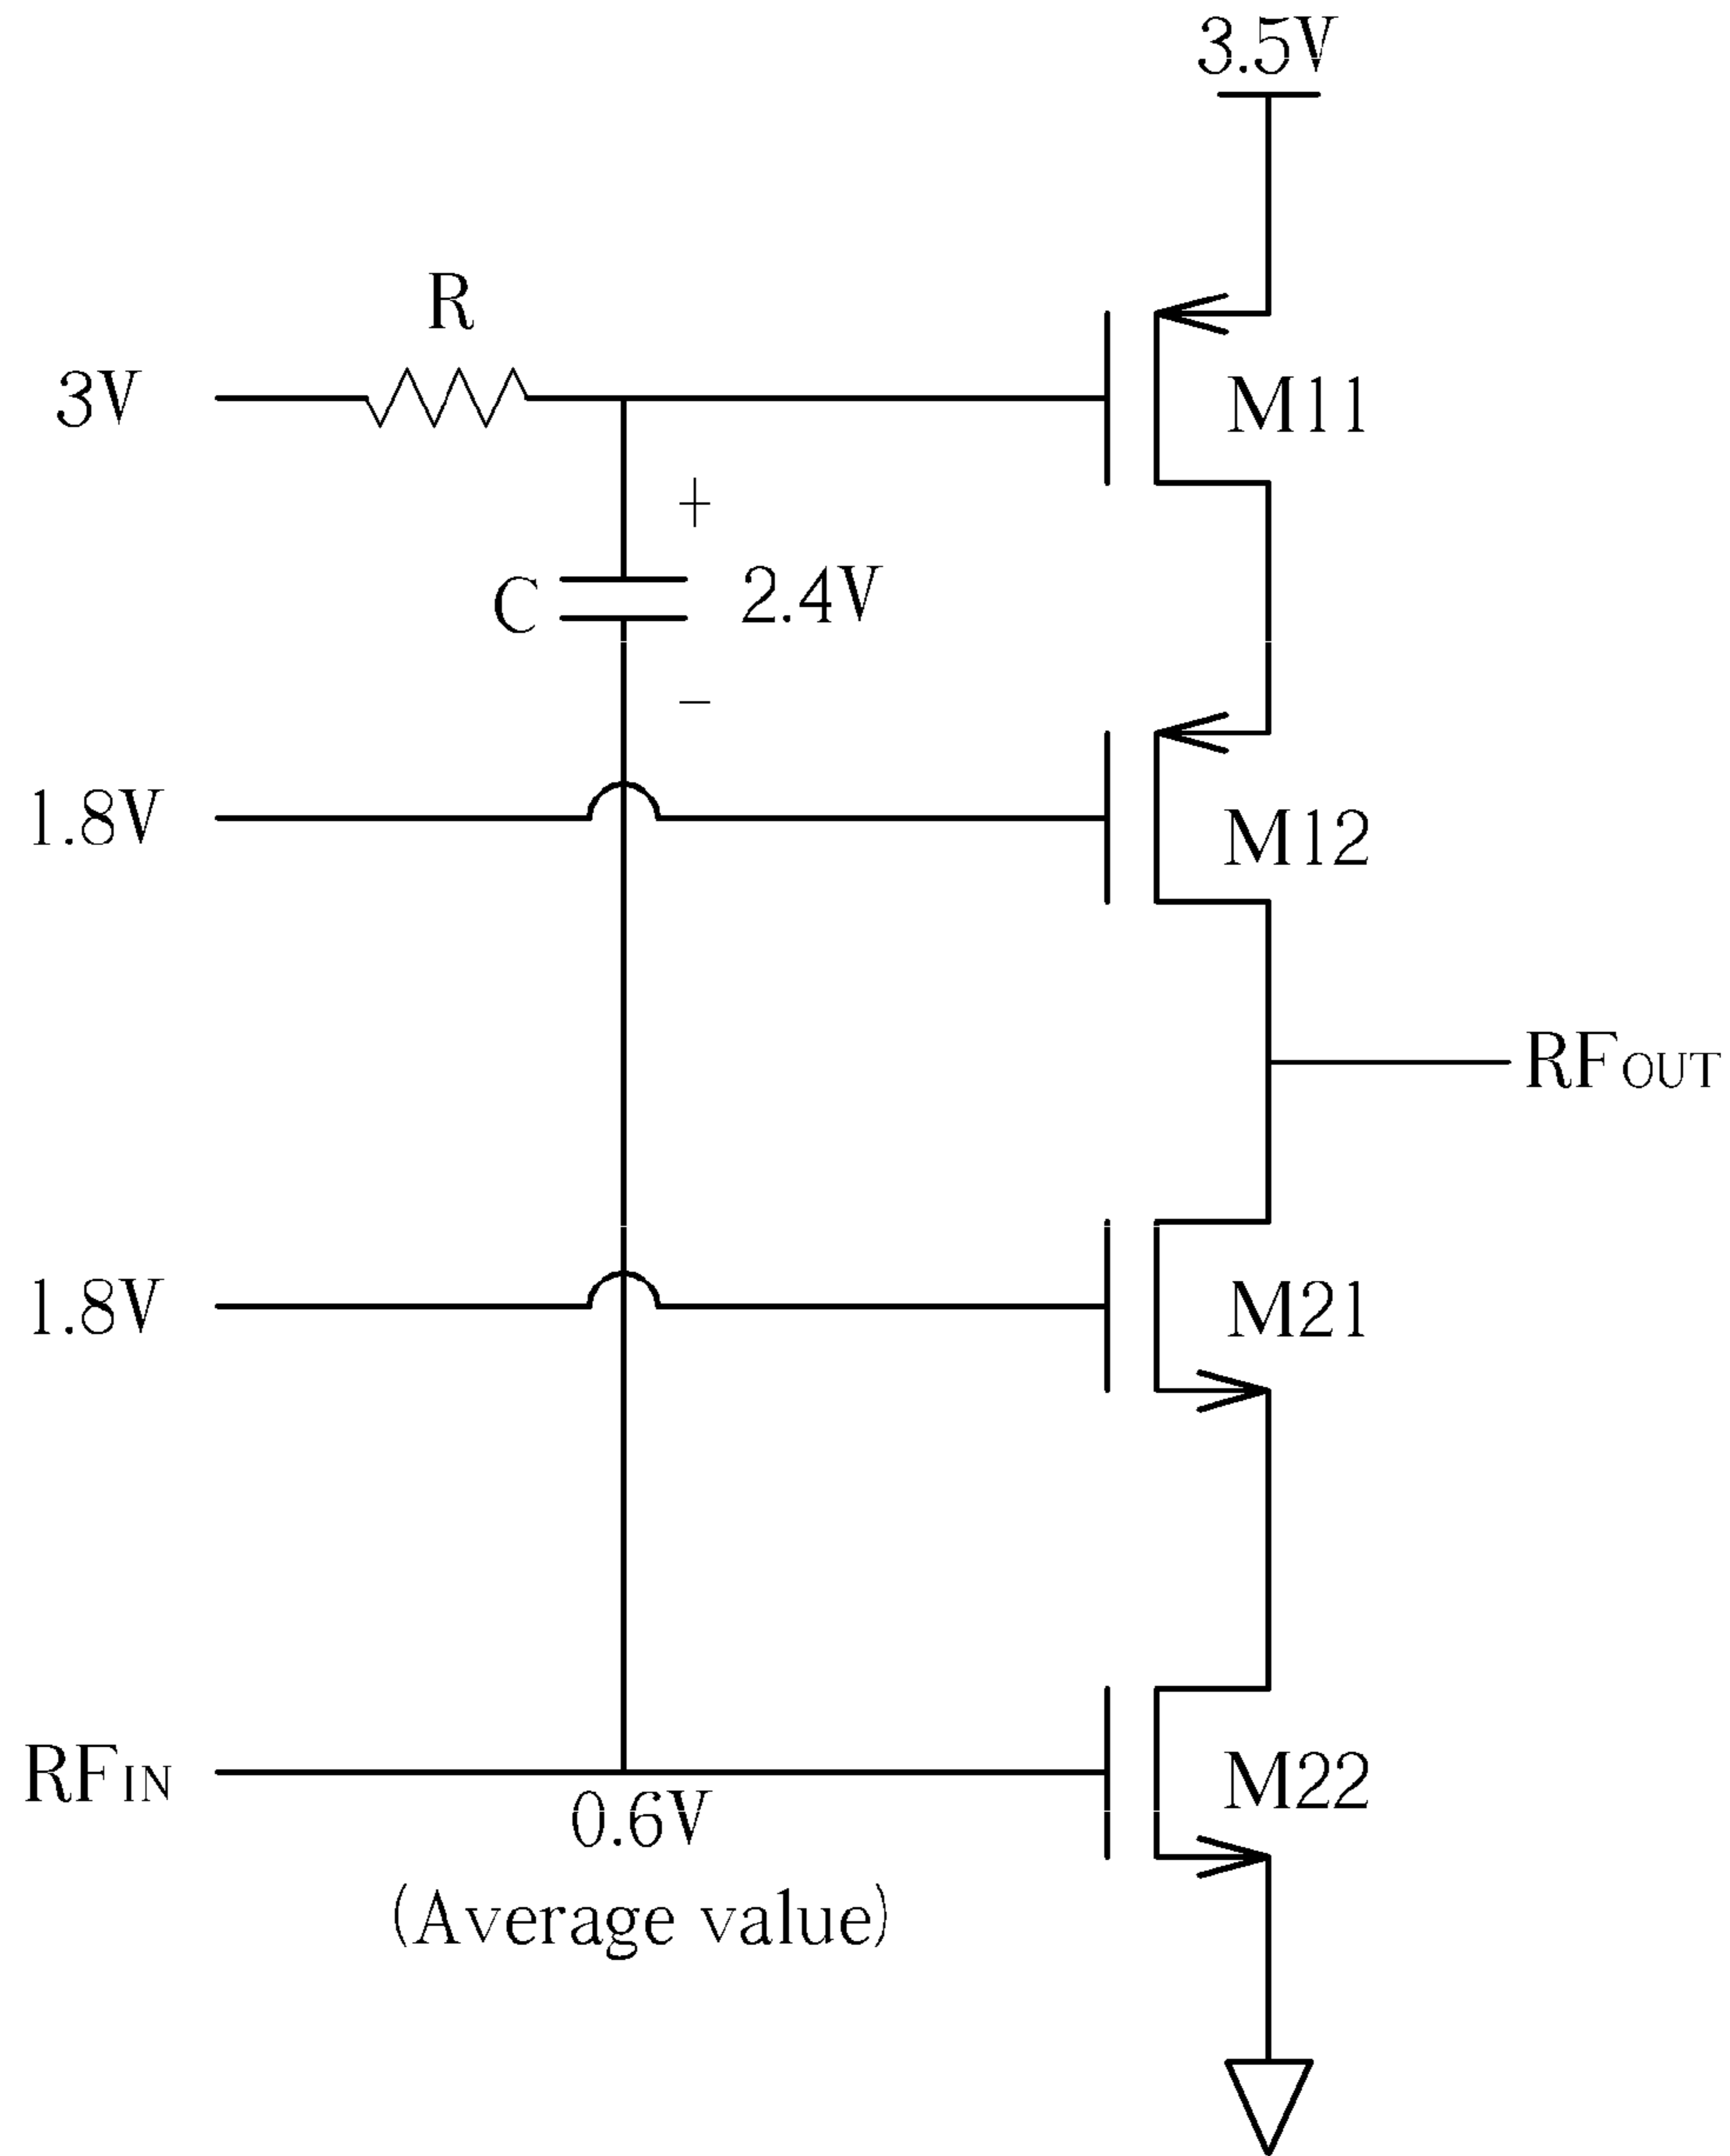 3.5V
R
3V
M11
+
C
2.4V
−
1.8V
M12
RFOUT
1.8V
M21
RFIN
0.6V
M22
(Average value)